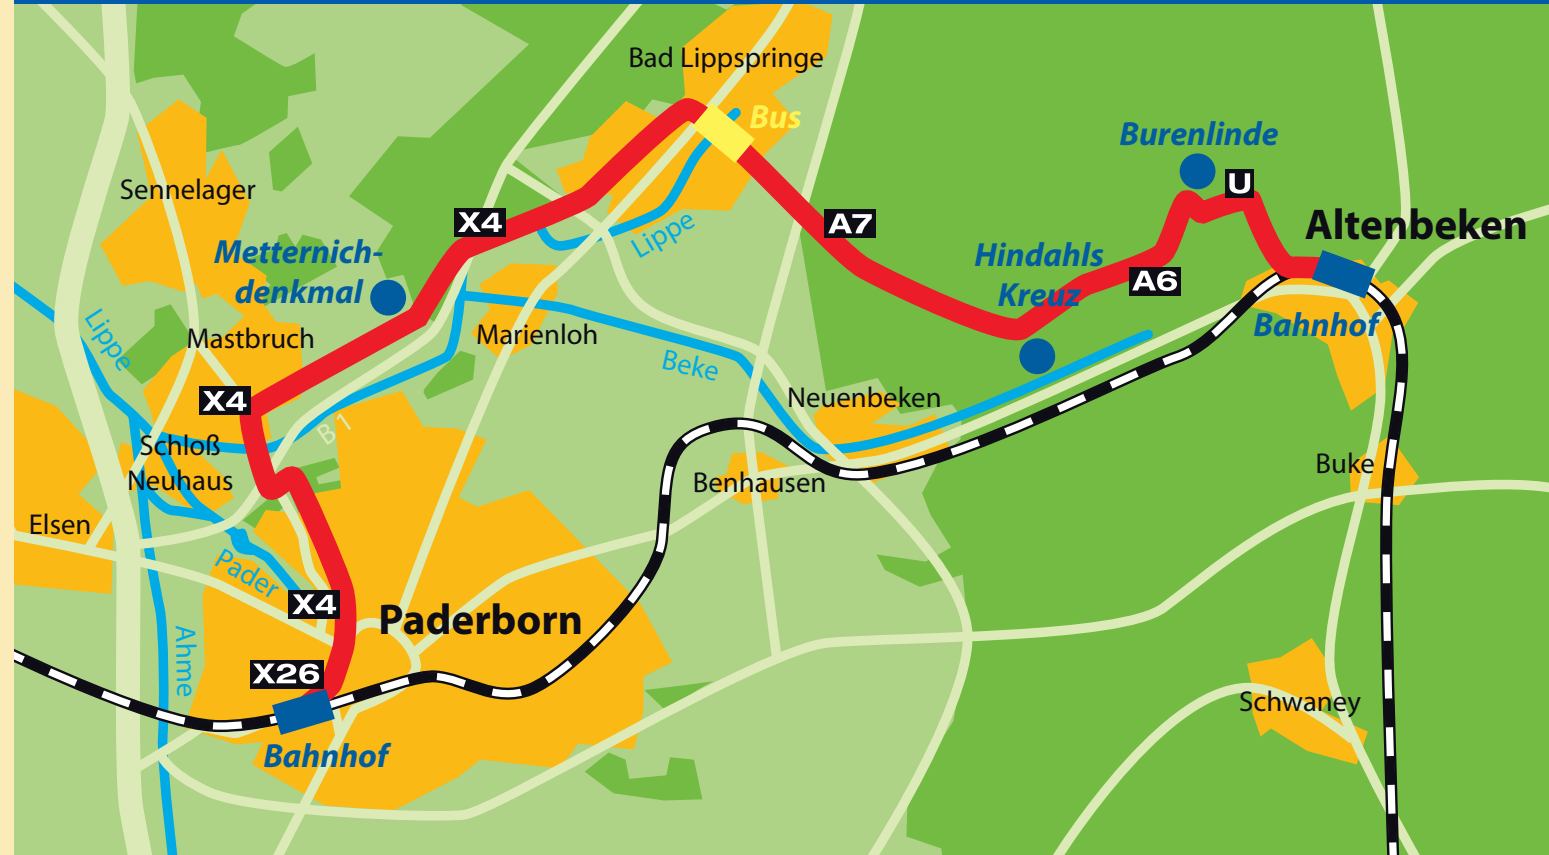 Bad Lippspringe
Bus
Burenlinde
Sennelager
U
X4
Lippe
A7
Altenbeken
Metternich-
denkmal
Hindahls
Kreuz
A6
Lippe
Mastbruch
Marienloh
Bahnhof
Beke
X4
Neuenbeken
B 1
Schloß
Neuhaus
Benhausen
Buke
Elsen
Pader
X4
Paderborn
Ahme
X26
Schwaney
Bahnhof